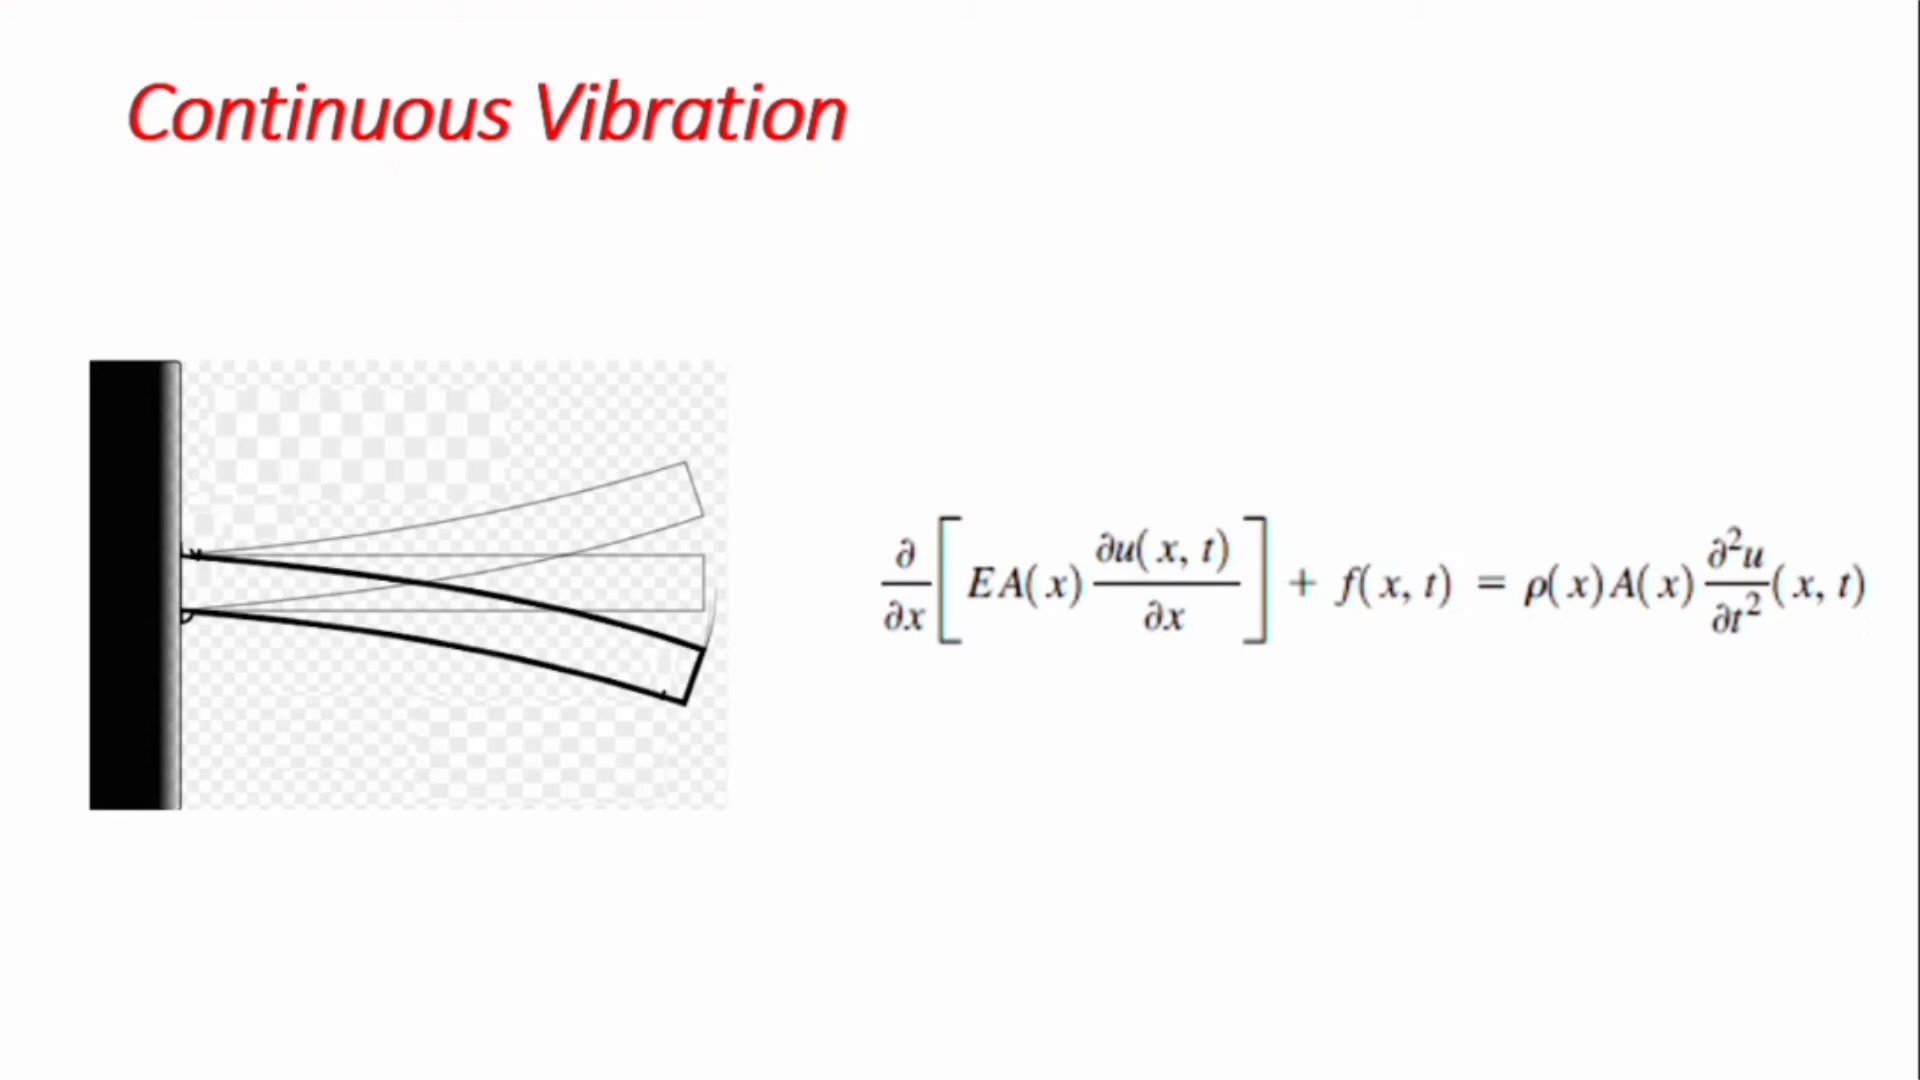 Continuous Vibration
∂/∂x [ EA(x) ∂u(x, t)/∂x ] + f(x, t) = ρ(x)A(x) ∂²u/∂t² (x, t)